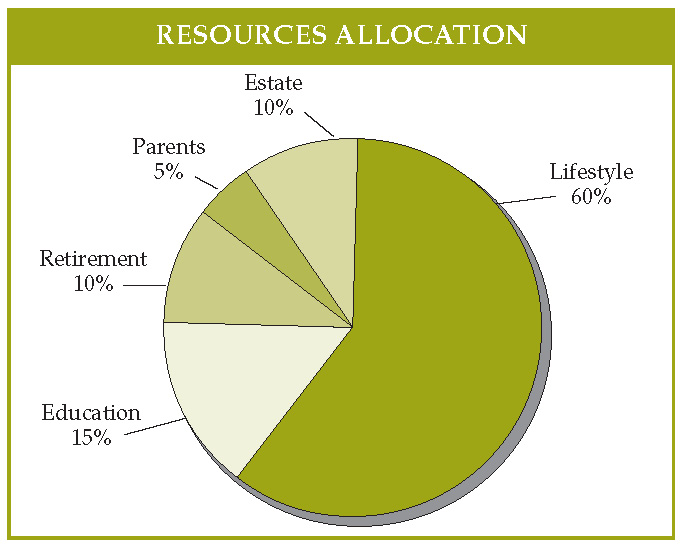 RESOURCES ALLOCATION
Estate
10%
Parents
5%
Lifestyle
60%
Retirement
10%
Education
15%